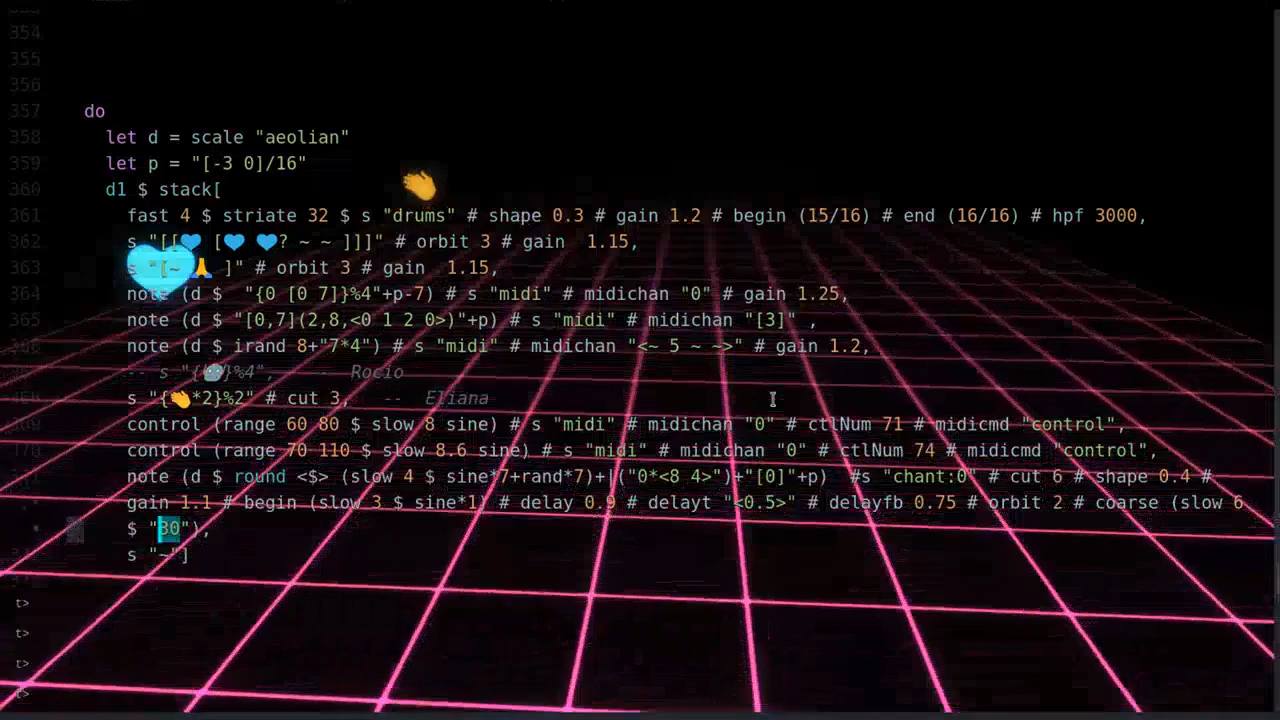 354
355
356
357 do
358 let d = scale "aeolian"
359 let p = "[-3 0]/16"
360 d1 $ stack[
361 fast 4 $ striate 32 $ s "drums" # shape 0.3 # gain 1.2 # begin (15/16) # end (16/16) # hpf 3000,
362 s "[[💙 [💙 💙? ~ ~ ]]]" # orbit 3 # gain  1.15,
363 s "[~ 🙏 ]" # orbit 3 # gain  1.15,
364 note (d $  "{0 [0 7]}%4"+p-7) # s "midi" # midichan "0" # gain 1.25,
365 note (d $ "[0,7](2,8,<0 1 2 0>)"+p) # s "midi" # midichan "[3]" ,
note (d $ irand 8+"7*4") # s "midi" # midichan "<~ 5 ~ ~>" # gain 1.2,
-- s "{💀}%4", -- Rocio
s "{👏*2}%2" # cut 3, -- Eliana
control (range 60 80 $ slow 8 sine) # s "midi" # midichan "0" # ctlNum 71 # midicmd "control",
control (range 70 110 $ slow 8.6 sine) # s "midi" # midichan "0" # ctlNum 74 # midicmd "control",
note (d $ round <$> (slow 4 $ sine*7+rand*7)+|("0*<8 4>")+"[0]"+p)  #s "chant:0" # cut 6 # shape 0.4 #
gain 1.1 # begin (slow 3 $ sine*1) # delay 0.9 # delayt "<0.5>" # delayfb 0.75 # orbit 2 # coarse (slow 6
$ "30"),
s "~"]
t>
t>
t>
t>